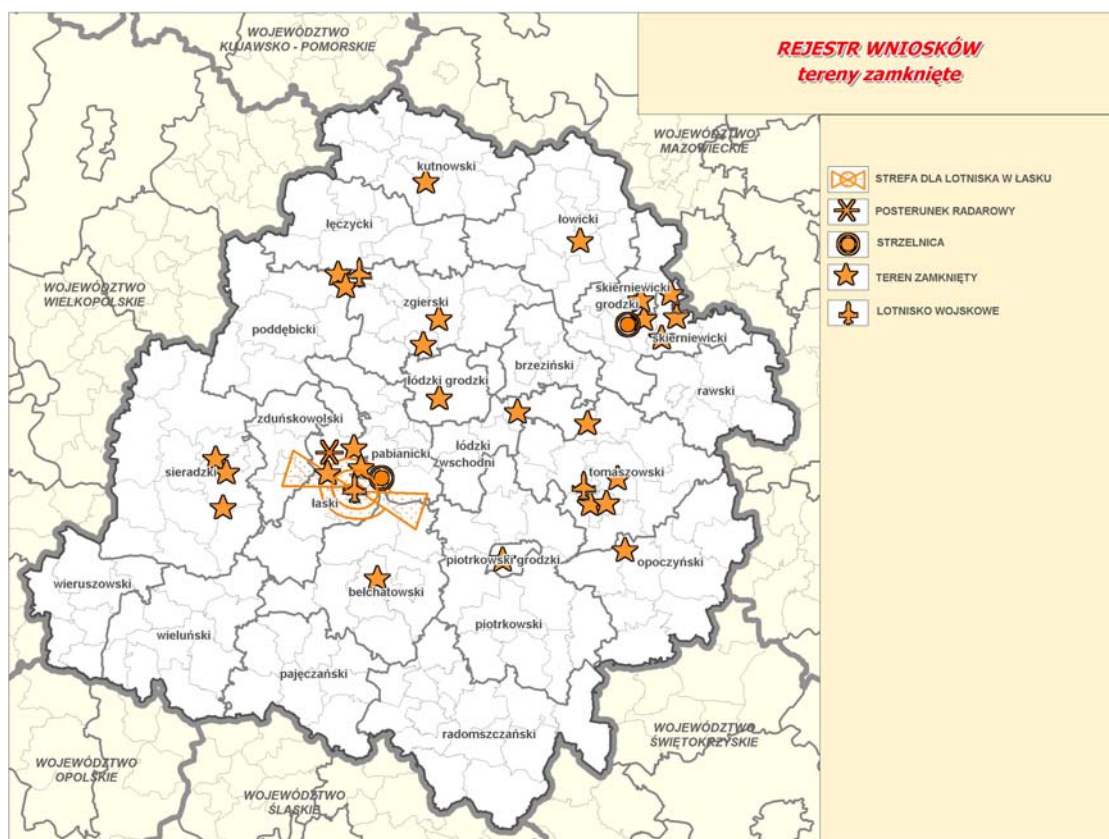 REJESTR WNIOSKÓW
tereny zamknięte
WOJEWÓDZTWO
KUJAWSKO - POMORSKIE
WOJEWÓDZTWO
MAZOWIECKIE
WOJEWÓDZTWO
WIELKOPOLSKIE
WOJEWÓDZTWO
OPOLSKIE
WOJEWÓDZTWO
ŚLĄSKIE
WOJEWÓDZTWO
ŚWIĘTOKRZYSKIE
kutnowski
łowicki
łęczycki
skierniewicki
grodzki
zgierski
poddębicki
skierniewicki
brzeziński
łódzki grodzki
rawski
zduńskowolski
pabianicki
łódzki
wschodni
sieradzki
tomaszowski
łaski
piotrkowski grodzki
opoczyński
wieruszowski
bełchatowski
wieluński
piotrkowski
pajęczański
radomszczański
STREFA DLA LOTNISKA W ŁASKU
POSTERUNEK RADAROWY
STRZELNICA
TEREN ZAMKNIĘTY
LOTNISKO WOJSKOWE